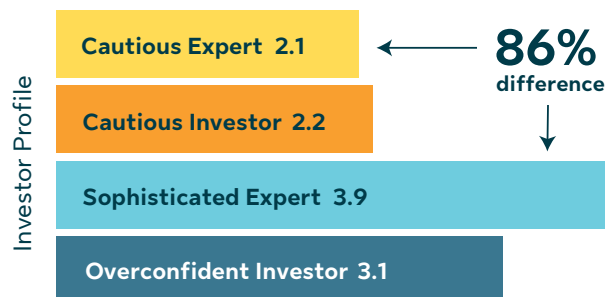 Investor Profile
Cautious Expert 2.1
86%
difference
Cautious Investor 2.2
Sophisticated Expert 3.9
Overconfident Investor 3.1